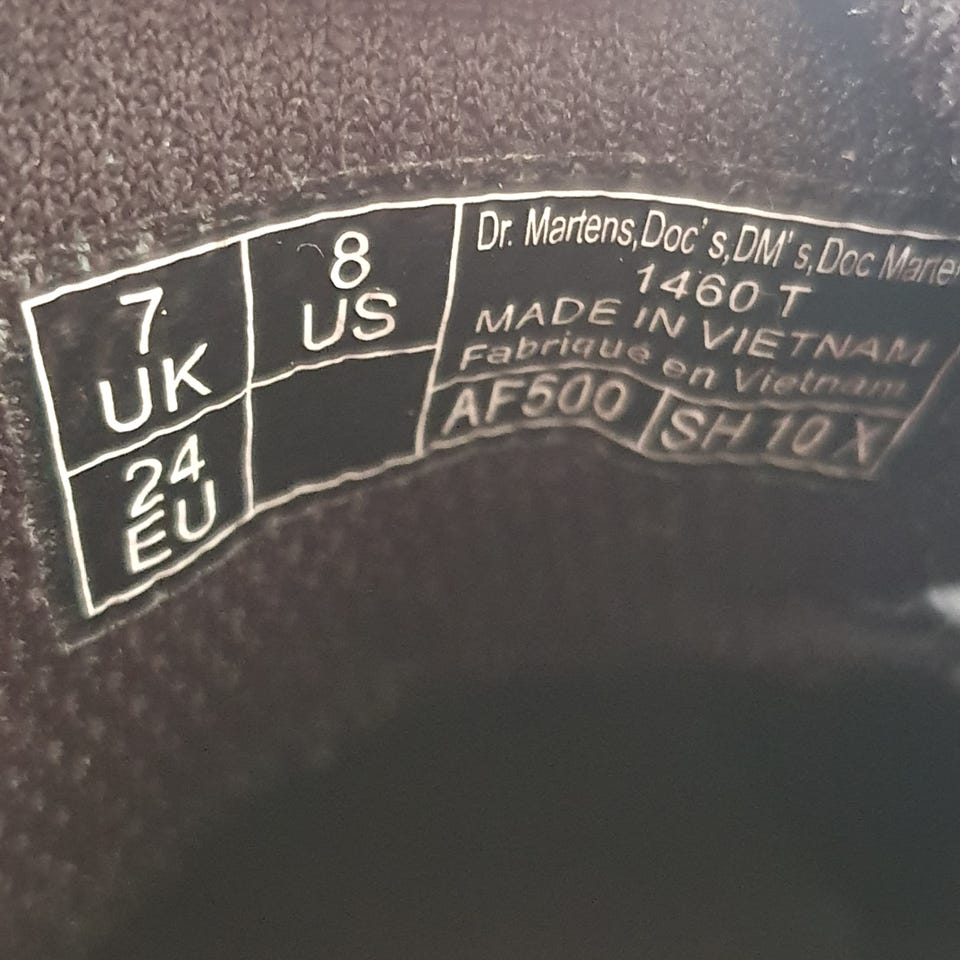 7
UK
8
US
24
EU
Dr. Martens,Doc's,DM's,Doc Marte
1460 T
MADE IN VIETNAM
Fabriqué en Vietnam
AF500
SH 10 X